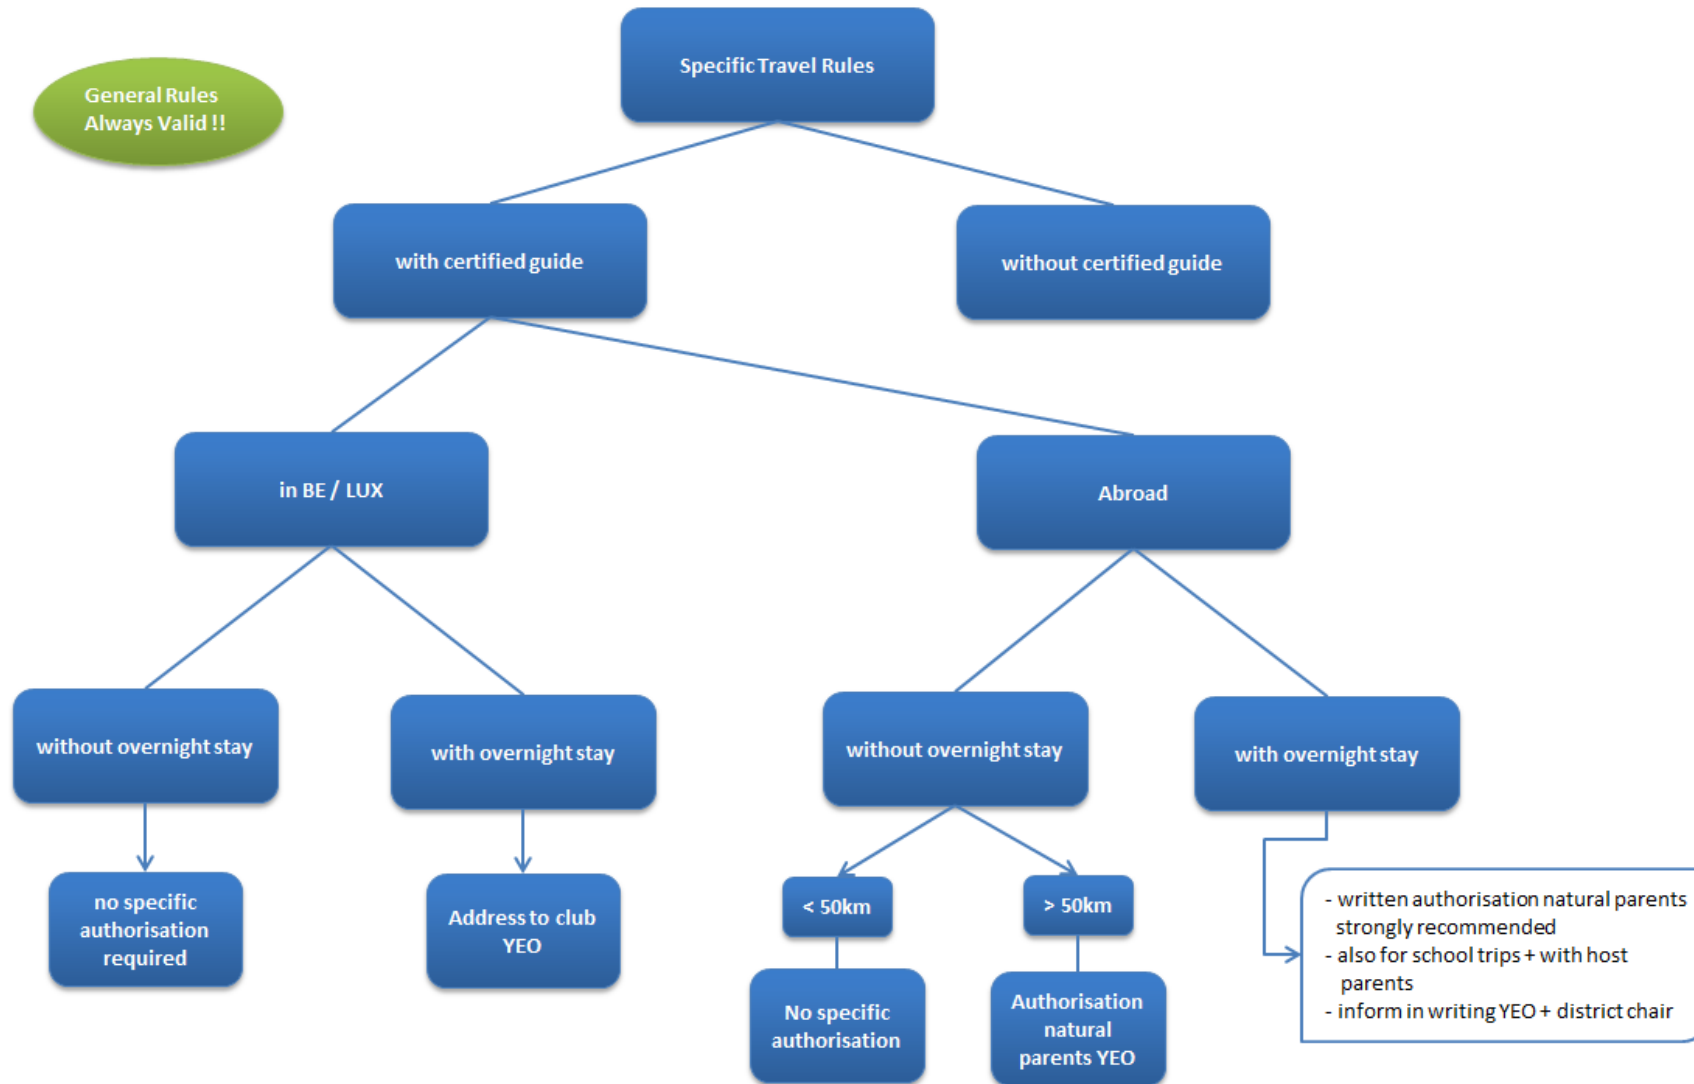 General Rules
Always Valid !!
Specific Travel Rules
with certified guide
without certified guide
in BE / LUX
Abroad
without overnight stay
with overnight stay
without overnight stay
with overnight stay
no specific
authorisation
required
Address to club
YEO
< 50km
> 50km
No specific
authorisation
Authorisation
natural
parents YEO
- written authorisation natural parents
strongly recommended
- also for school trips + with host
parents
- inform in writing YEO + district chair